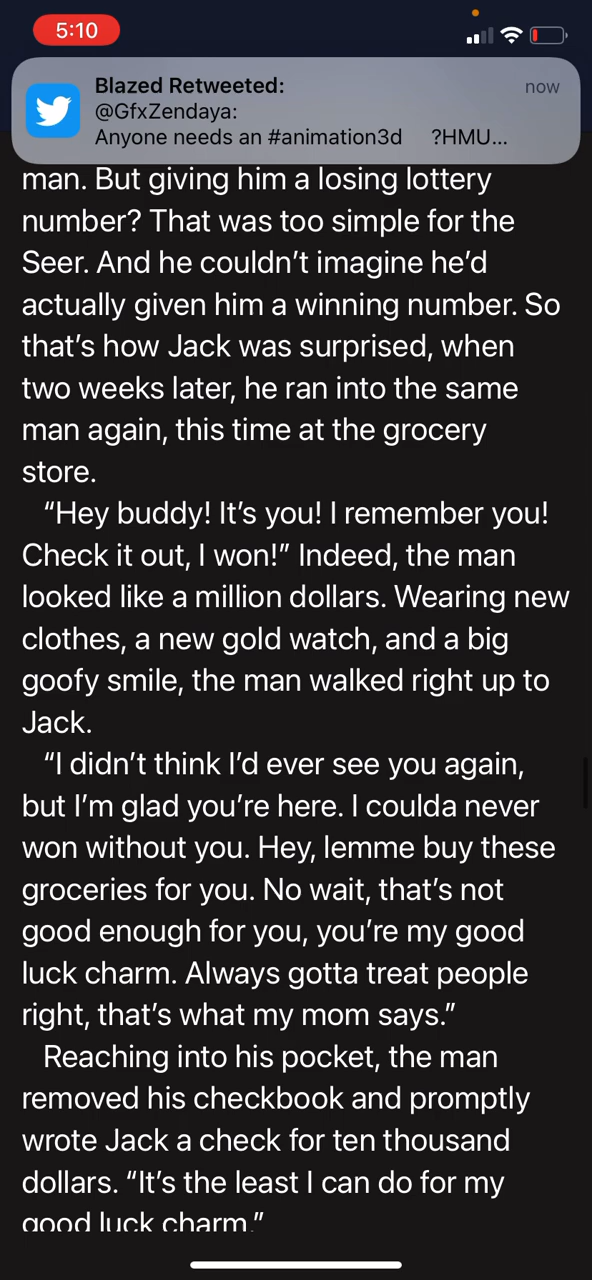 5:10
Blazed Retweeted:
now
@GfxZendaya:
Anyone needs an #animation3d ?HMU...
man. But giving him a losing lottery
number? That was too simple for the
Seer. And he couldn’t imagine he’d
actually given him a winning number. So
that’s how Jack was surprised, when
two weeks later, he ran into the same
man again, this time at the grocery
store.
“Hey buddy! It’s you! I remember you!
Check it out, I won!” Indeed, the man
looked like a million dollars. Wearing new
clothes, a new gold watch, and a big
goofy smile, the man walked right up to
Jack.
“I didn’t think I’d ever see you again,
but I’m glad you’re here. I coulda never
won without you. Hey, lemme buy these
groceries for you. No wait, that’s not
good enough for you, you’re my good
luck charm. Always gotta treat people
right, that’s what my mom says.”
Reaching into his pocket, the man
removed his checkbook and promptly
wrote Jack a check for ten thousand
dollars. “It’s the least I can do for my
good luck charm.”